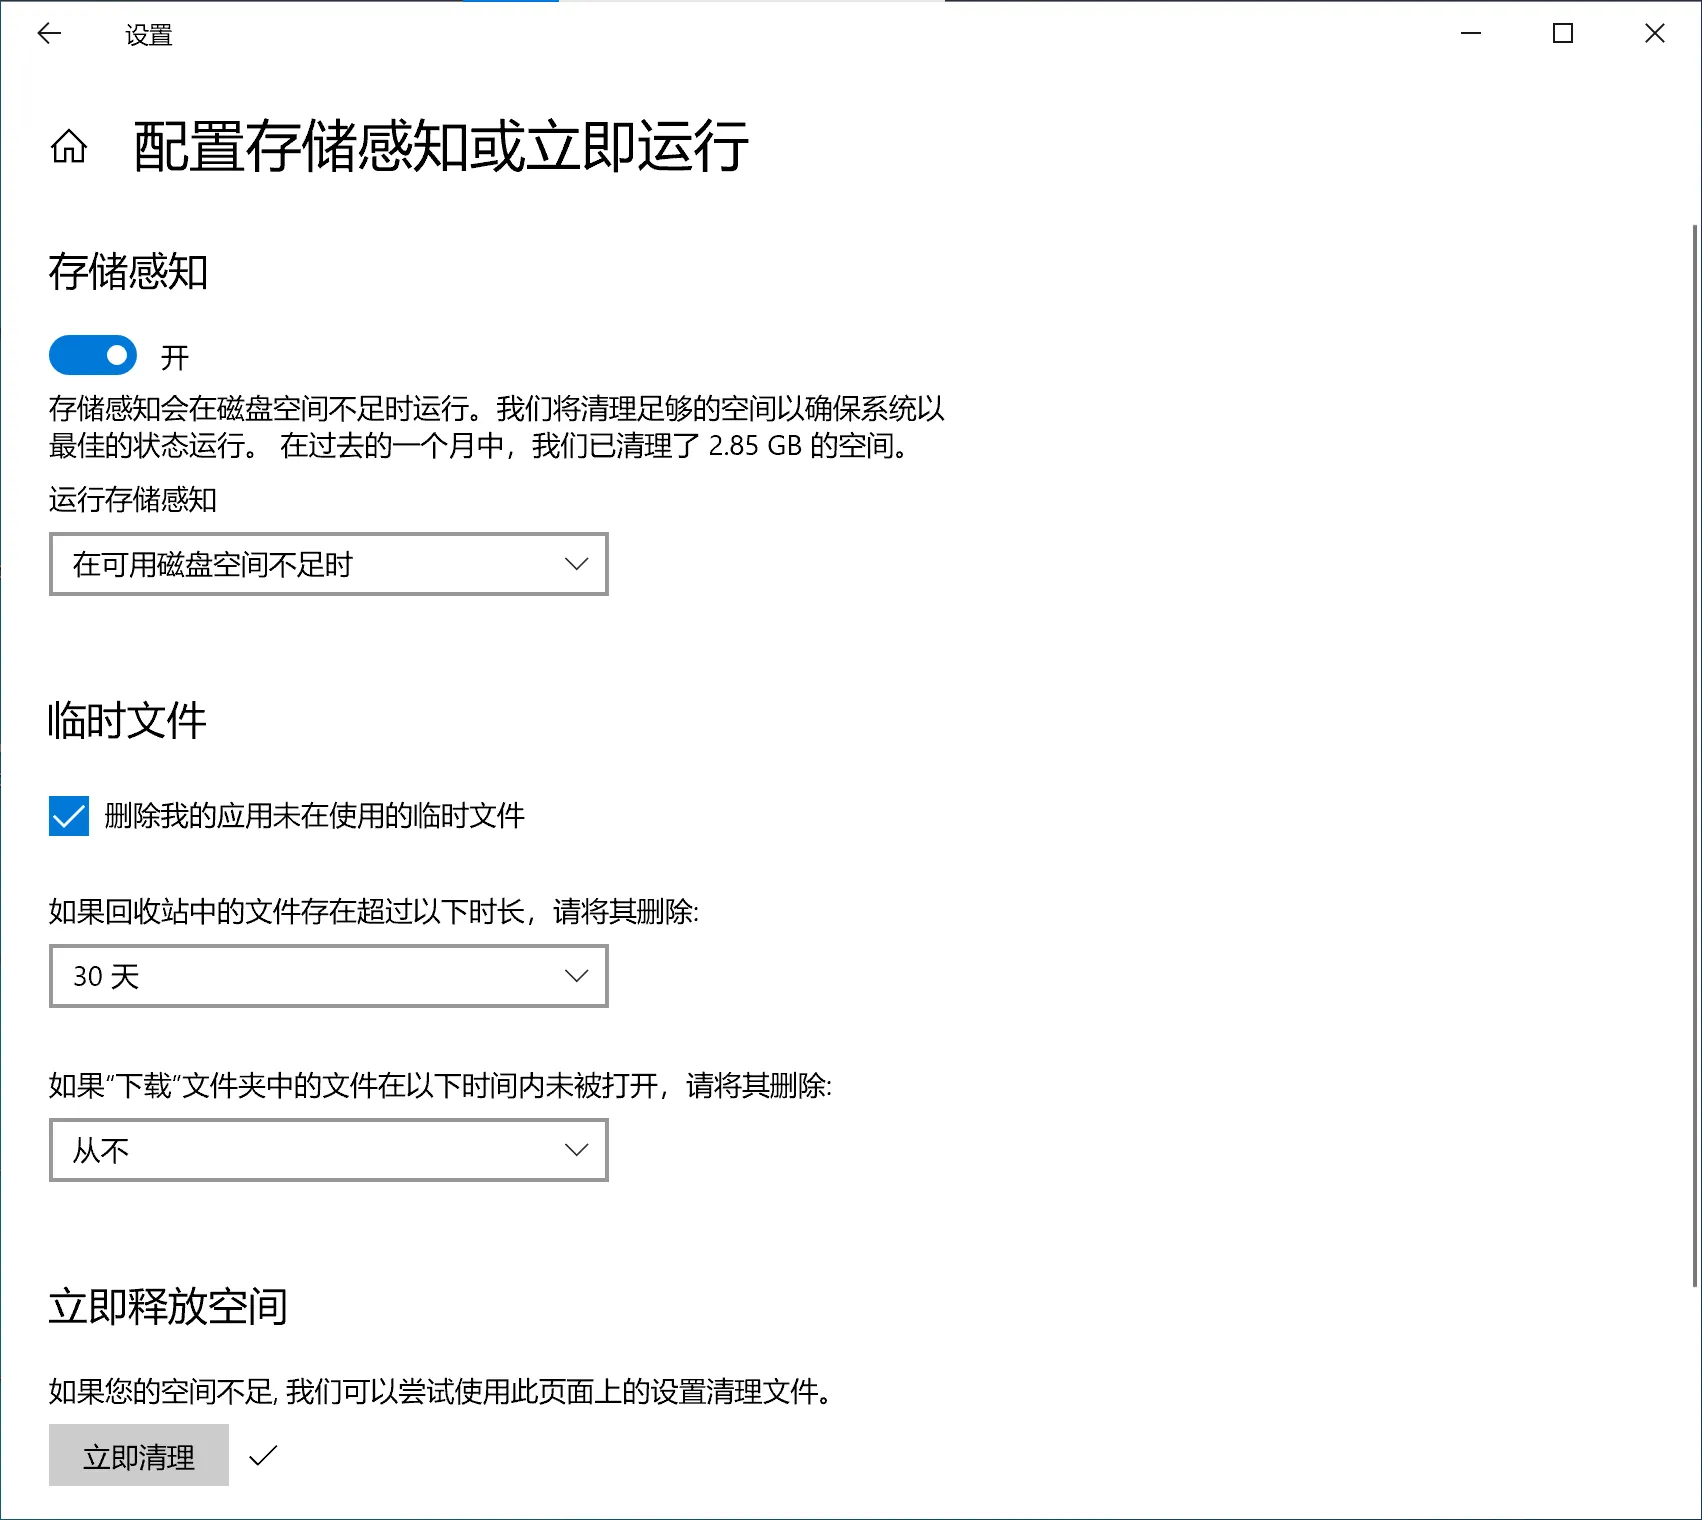 设置
配置存储感知或立即运行
存储感知
开
存储感知会在磁盘空间不足时运行。我们将清理足够的空间以确保系统以
最佳的状态运行。 在过去的一个月中，我们已清理了 2.85 GB 的空间。
运行存储感知
在可用磁盘空间不足时
临时文件
删除我的应用未在使用的临时文件
如果回收站中的文件存在超过以下时长，请将其删除:
30 天
如果“下载”文件夹中的文件在以下时间内未被打开，请将其删除:
从不
立即释放空间
如果您的空间不足, 我们可以尝试使用此页面上的设置清理文件。
立即清理